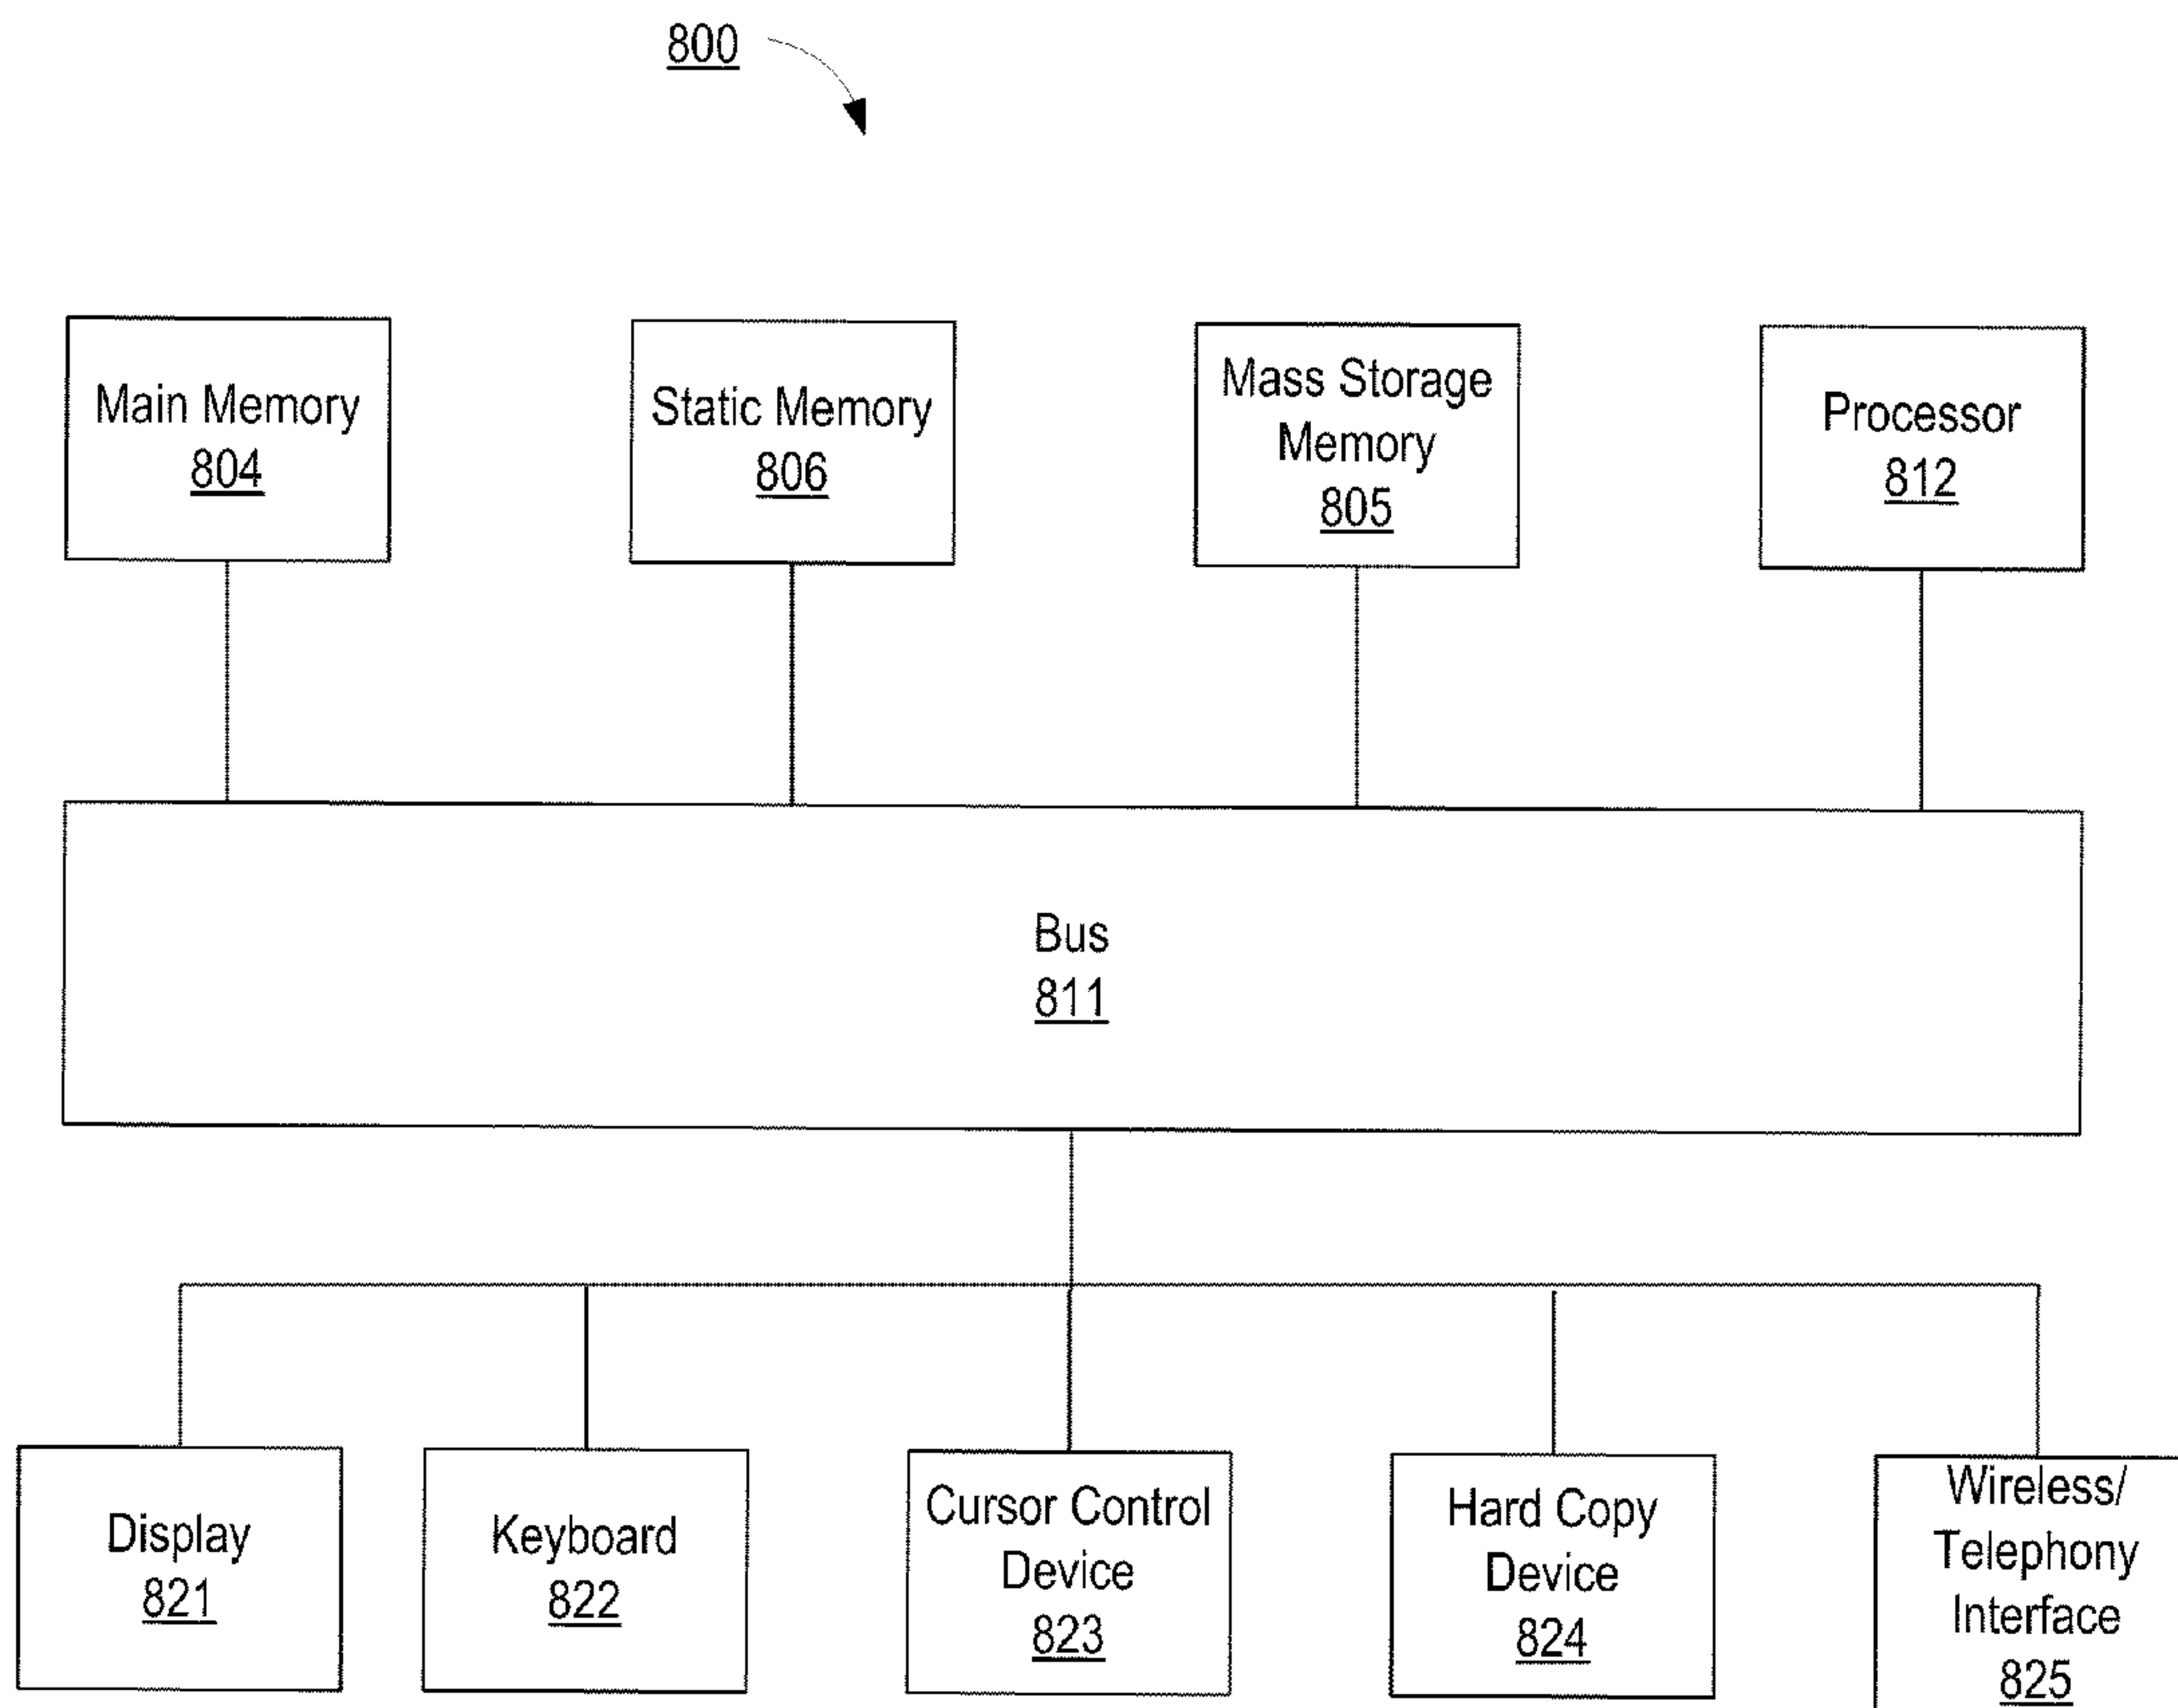 800
Main Memory
804
Static Memory
806
Mass Storage
Memory
805
Processor
812
Bus
811
Display
821
Keyboard
822
Cursor Control
Device
823
Hard Copy
Device
824
Wireless/
Telephony
Interface
825